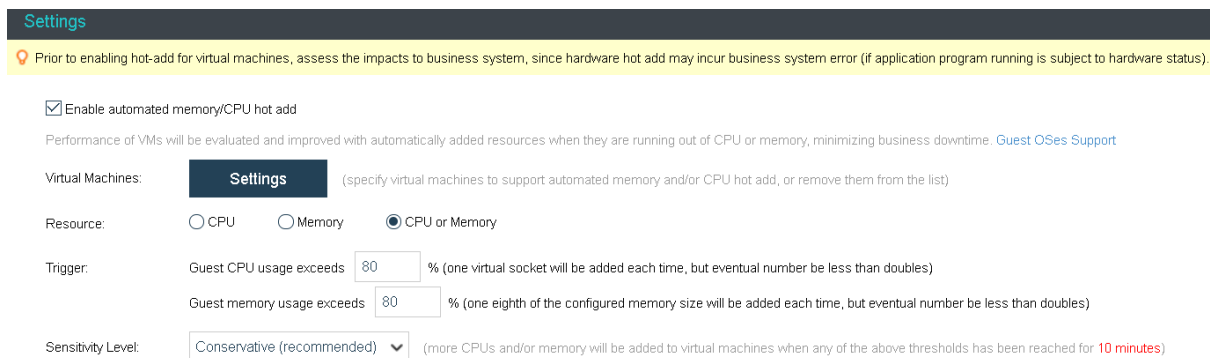 Settings
Prior to enabling hot-add for virtual machines, assess the impacts to business system, since hardware hot add may incur business system error (if application program running is subject to hardware status).
Enable automated memory/CPU hot add
Performance of VMs will be evaluated and improved with automatically added resources when they are running out of CPU or memory, minimizing business downtime. Guest OSes Support
Virtual Machines: Settings (specify virtual machines to support automated memory and/or CPU hot add, or remove them from the list)
Resource: CPU Memory CPU or Memory
Trigger: Guest CPU usage exceeds 80 % (one virtual socket will be added each time, but eventual number be less than doubles)
Guest memory usage exceeds 80 % (one eighth of the configured memory size will be added each time, but eventual number be less than doubles)
Sensitivity Level: Conservative (recommended) (more CPUs and/or memory will be added to virtual machines when any of the above thresholds has been reached for 10 minutes)